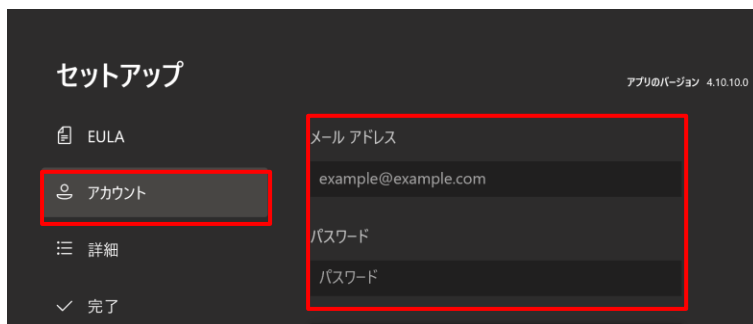 セットアップ
アプリのバージョン 4.10.10.0
EULA
アカウント
詳細
完了
メール アドレス
example@example.com
パスワード
パスワード